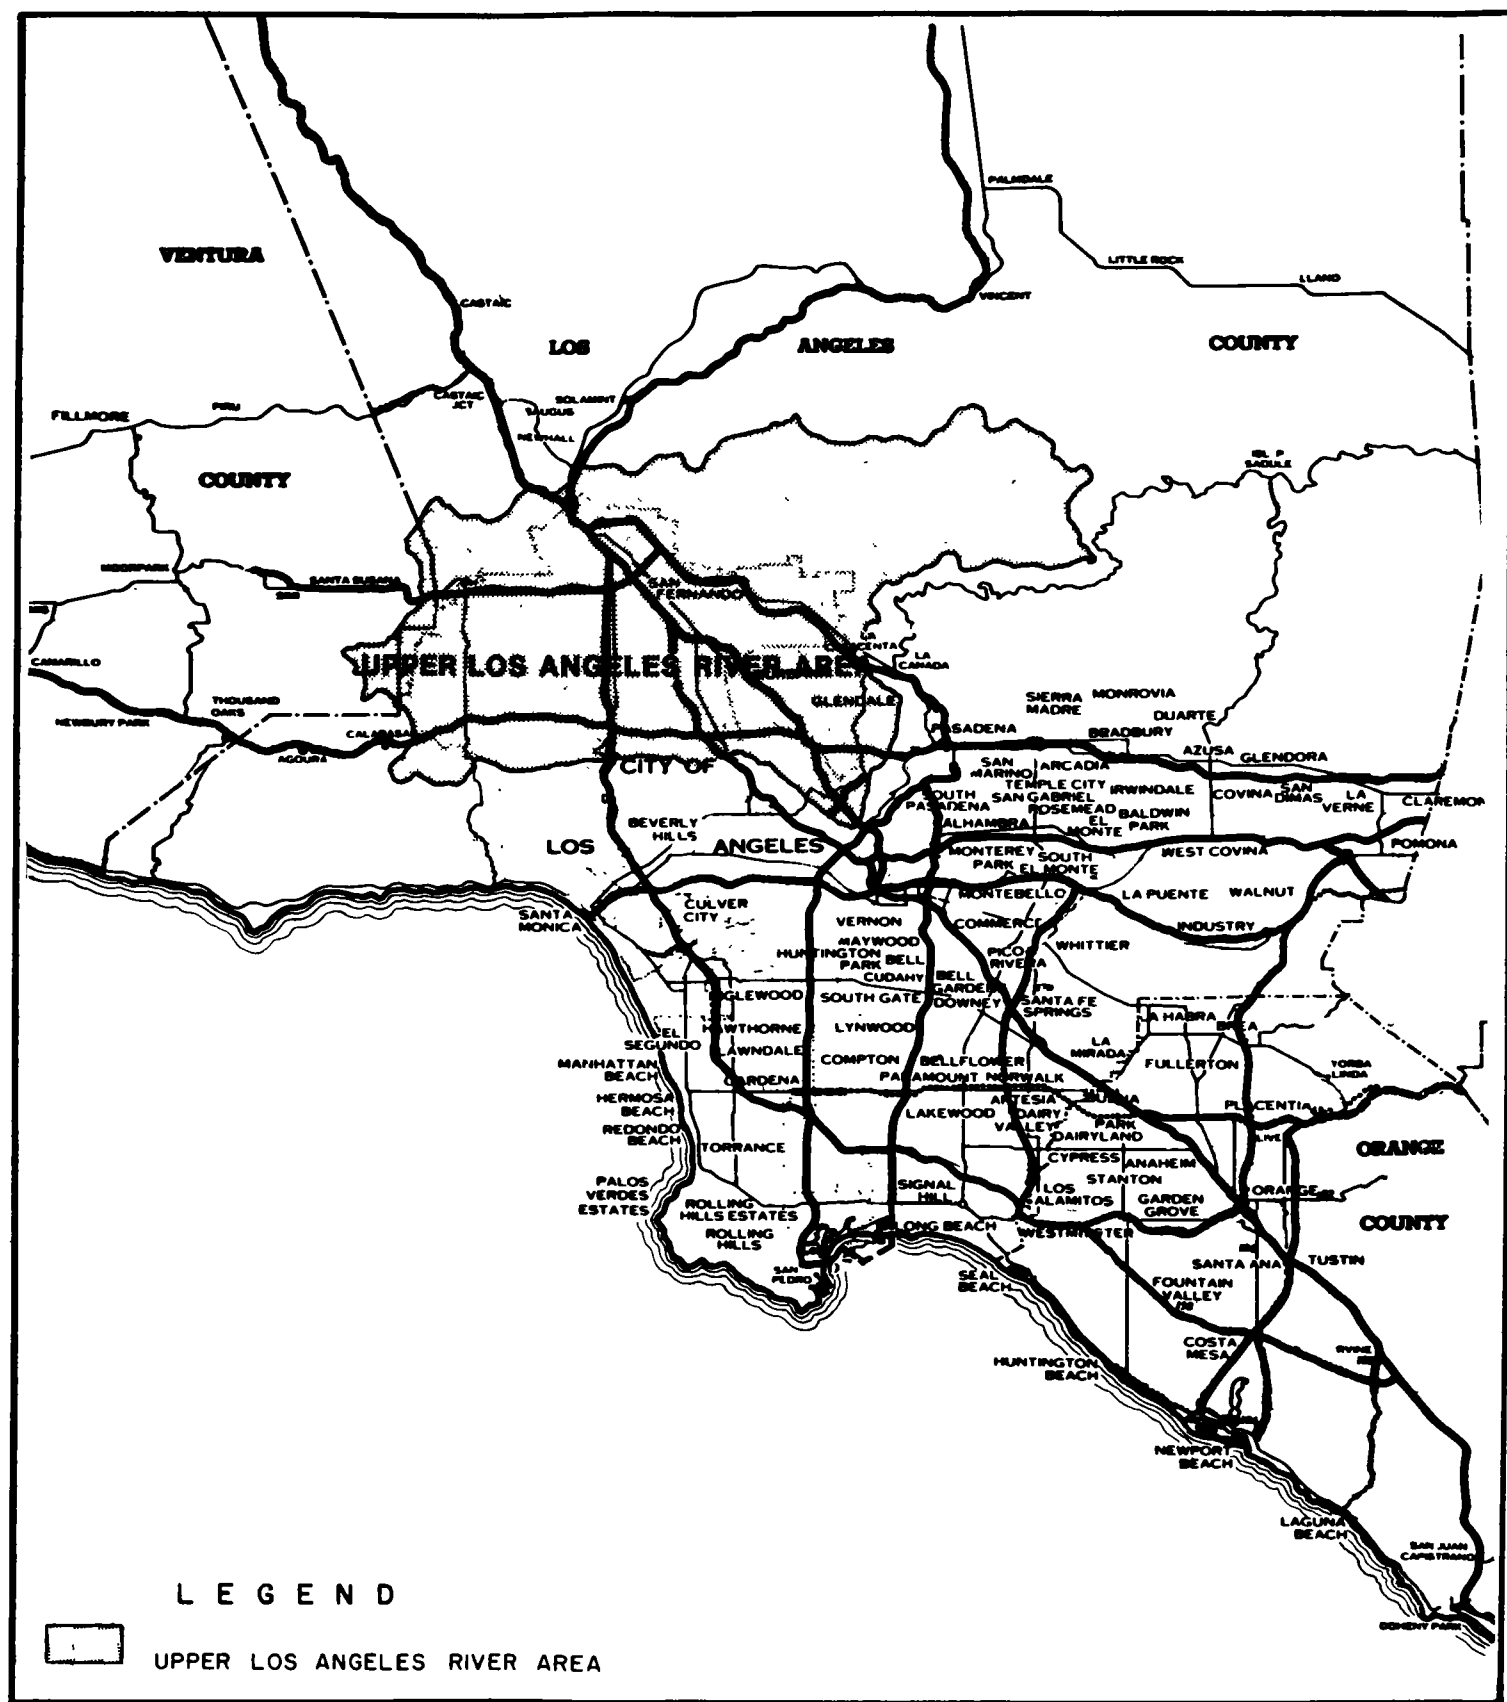 PALMDALE
VENTURA
LITTLE ROCK
LLANO
CASTAIC
VINCENT
LOS
ANGELES
COUNTY
CASTAIC
JCT
SOLAMINT
SAUGUS
FILLMORE
PIRU
NEWHALL
COUNTY
MOORPARK
SANTA SUSANA
SAN
FERNANDO
CAMARILLO
UPPER LOS ANGELES RIVER AREA
LA
CANADA
THOUSAND
OAKS
GLENDALE
SIERRA
MADRE
MONROVIA
DUARTE
NEWBURY PARK
CALABASAS
PASADENA
BRADBURY
AGOURA
AZUSA
GLENDORA
CITY OF
SAN
MARINO
ARCADIA
TEMPLE CITY
IRWINDALE
COVINA
SAN
DIMAS
LA
VERNE
CLAREMON
SOUTH
PASADENA
SAN GABRIEL
ROSEMEAD
BALDWIN
PARK
BEVERLY
HILLS
ALHAMBRA
EL
MONTE
LOS
ANGELES
MONTEREY
PARK
SOUTH
EL MONTE
WEST COVINA
POMONA
MONTEBELLO
LA PUENTE
WALNUT
SANTA
MONICA
CULVER
CITY
VERNON
COMMERCE
INDUSTRY
MAYWOOD
HUNTINGTON
PARK
BELL
PICO
RIVERA
WHITTIER
CUDAHY
BELL
GARDENS
INGLEWOOD
SOUTH GATE
DOWNEY
SANTA FE
SPRINGS
LA HABRA
BREA
EL
SEGUNDO
HAWTHORNE
LYNWOOD
LA
MIRADA
LAWNDALE
COMPTON
BELLFLOWER
FULLERTON
YORBA
LINDA
MANHATTAN
BEACH
GARDENA
PARAMOUNT
NORWALK
HERMOSA
BEACH
LAKEWOOD
ARTESIA
DAIRY
VALLEY
BUENA
PARK
PLACENTIA
REDONDO
BEACH
DAIRYLAND
OLIVE
ORANGE
TORRANCE
CYPRESS
ANAHEIM
STANTON
PALOS
VERDES
ESTATES
SIGNAL
HILL
LOS
ALAMITOS
GARDEN
GROVE
ORANGE
ROLLING
HILLS ESTATES
COUNTY
ROLLING
HILLS
LONG BEACH
WESTMINSTER
SAN
PEDRO
SEAL
BEACH
SANTA ANA
TUSTIN
FOUNTAIN
VALLEY
COSTA
MESA
IRVINE
HUNTINGTON
BEACH
NEWPORT
BEACH
LAGUNA
BEACH
SAN JUAN
CAPISTRANO
DOHENY PARK
LEGEND
UPPER LOS ANGELES RIVER AREA